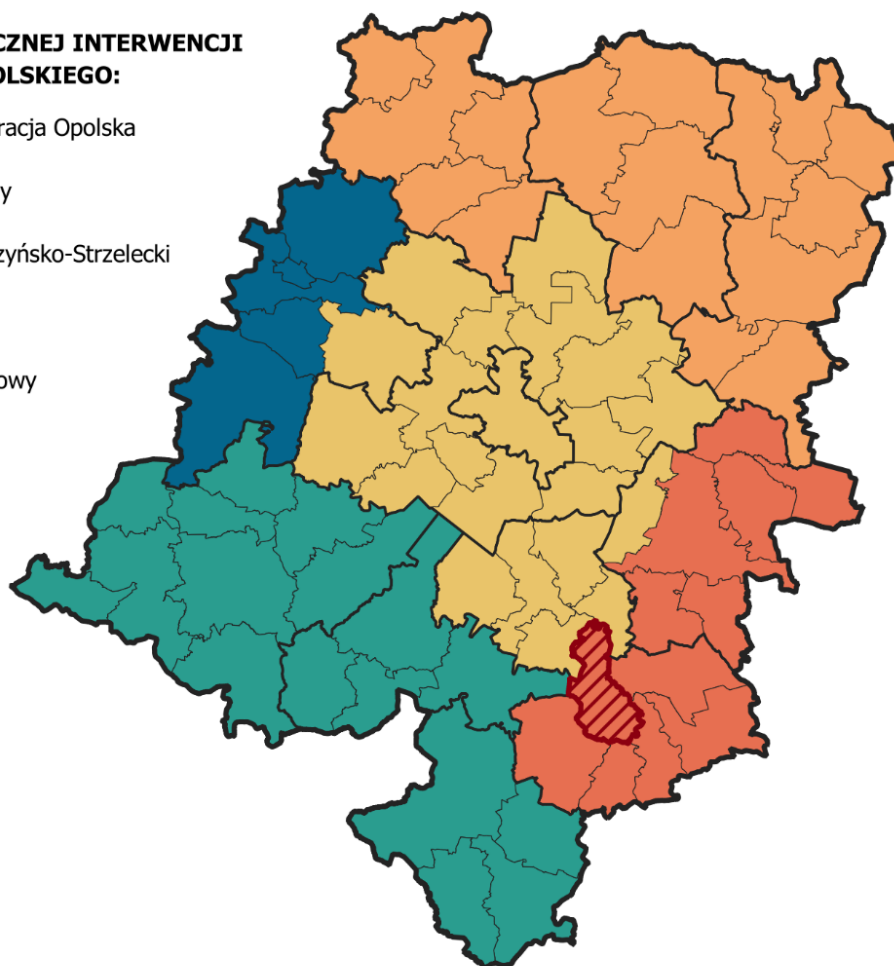 CZNEJ INTERWENCJI
OLSKIEGO:
racja Opolska
y
zyńsko-Strzelecki
owy